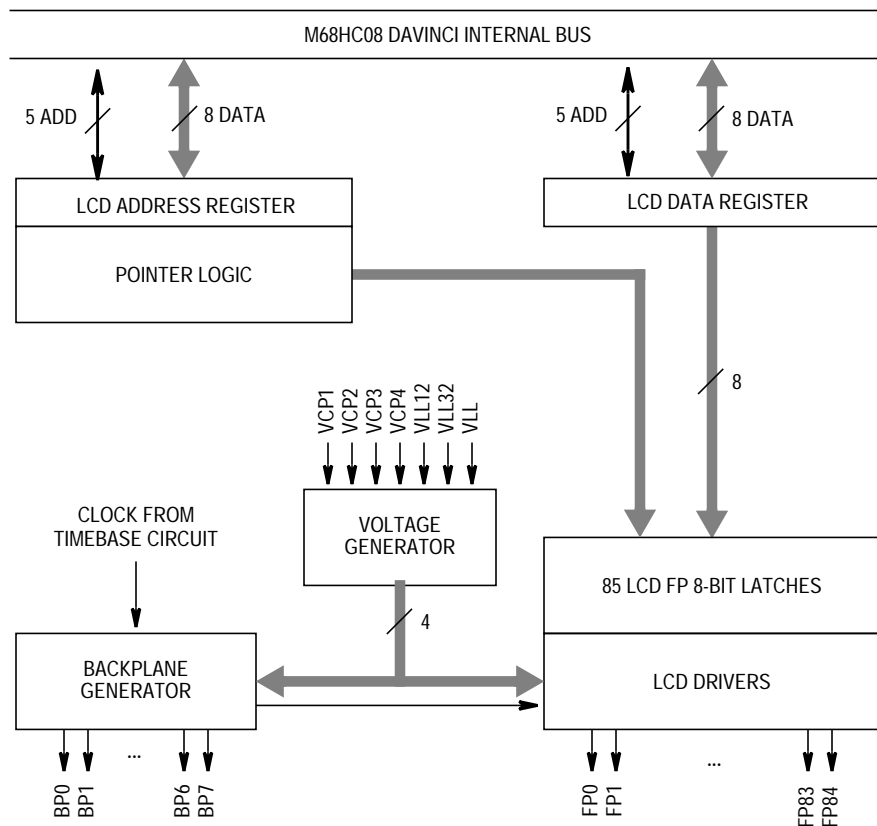 M68HC08 DAVINCI INTERNAL BUS
5 ADD
8 DATA
5 ADD
8 DATA
LCD ADDRESS REGISTER
LCD DATA REGISTER
POINTER LOGIC
8
VCP1
VCP2
VCP3
VCP4
VLL12
VLL32
VLL
CLOCK FROM
TIMEBASE CIRCUIT
VOLTAGE
GENERATOR
85 LCD FP 8-BIT LATCHES
4
BACKPLANE
GENERATOR
LCD DRIVERS
BP0
BP1
...
BP6
BP7
FP0
FP1
...
FP83
FP84